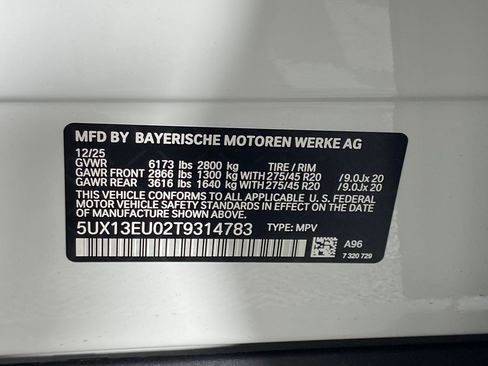 MFD BY BAYERISCHE MOTOREN WERKE AG
12/25
GVWR 6173 lbs 2800 kg TIRE / RIM
GAWR FRONT 2866 lbs 1300 kg WITH 275/45 R20 /9.0Jx 20
GAWR REAR 3616 lbs 1640 kg WITH 275/45 R20 /9.0Jx 20
THIS VEHICLE CONFORMS TO ALL APPLICABLE U. S. FEDERAL
MOTOR VEHICLE SAFETY STANDARDS IN EFFECT ON THE
DATE OF MANUFACTURE SHOWN ABOVE.
5UX13EU02T9314783 TYPE: MPV
A96
7 320 729